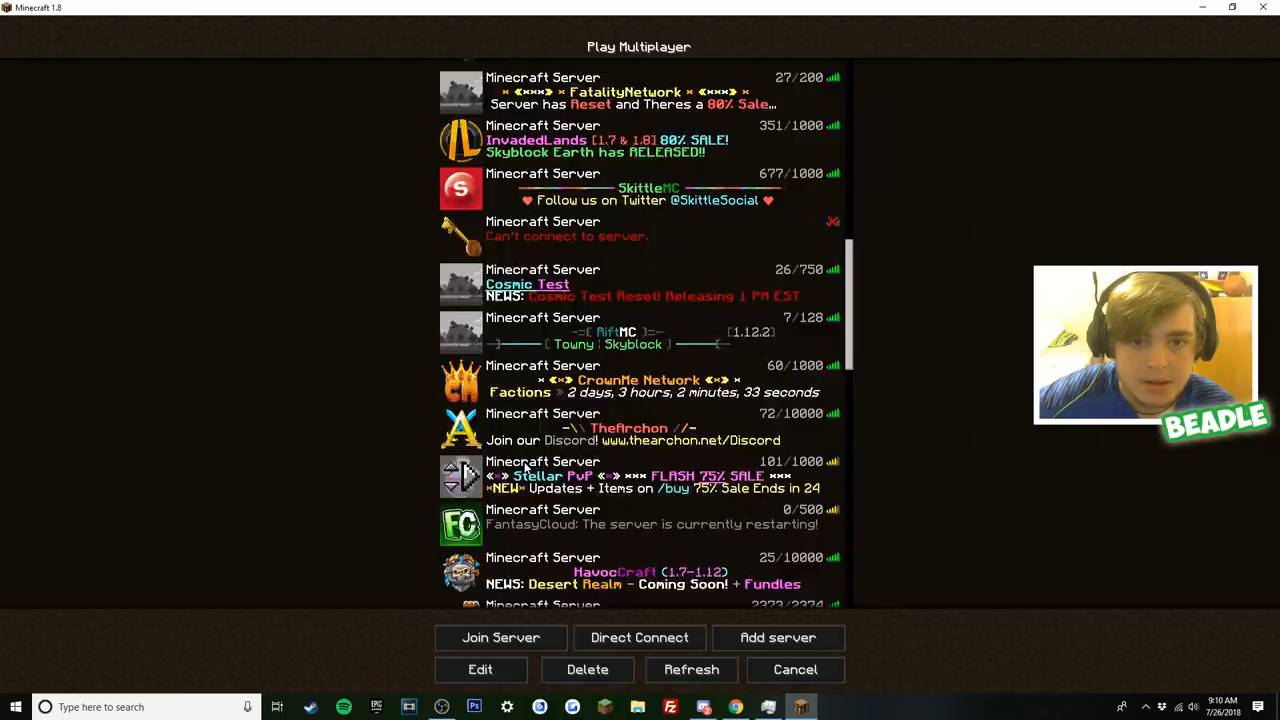 Minecraft 1.8
Play Multiplayer
Minecraft Server 27/200
× «×××» × FatalityNetwork × «×××» ×
Server has Reset and Theres a 80% Sale...
Minecraft Server 351/1000
InvadedLands [1.7 & 1.8] 80% SALE!
Skyblock Earth has RELEASED!!
Minecraft Server 677/1000
SkittleMC
❤ Follow us on Twitter @SkittleSocial ❤
Minecraft Server
Can't connect to server.
Minecraft Server 26/750
Cosmic Test
NEWS: Cosmic Test Reset! Releasing 1 PM EST
Minecraft Server 7/128
-=[ RiftMC ]=- [1.12.2]
[ Towny | Skyblock ]
Minecraft Server 60/1000
× «×» CrownMe Network «×» ×
Factions » 2 days, 3 hours, 2 minutes, 33 seconds
Minecraft Server 72/10000
-\\ TheArchon //-
Join our Discord! www.thearchon.net/Discord
Minecraft Server 101/1000
«=» Stellar PvP «=» ××× FLASH 75% SALE ×××
×NEW× Updates + Items on /buy 75% Sale Ends in 24
Minecraft Server 0/500
FantasyCloud: The server is currently restarting!
Minecraft Server 25/10000
HavocCraft (1.7-1.12)
NEWS: Desert Realm - Coming Soon! + Fundles
Minecraft Server 2373/2374
BEADLE
Join Server Direct Connect Add server
Edit Delete Refresh Cancel
Type here to search
9:10 AM
7/26/2018